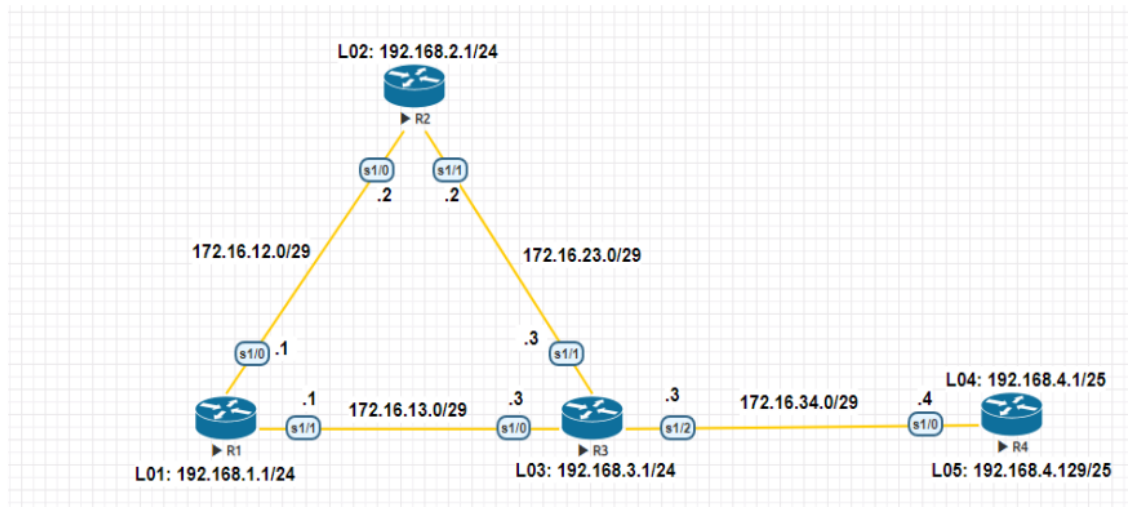 L02: 192.168.2.1/24
R2
s1/0
s1/1
.2
.2
172.16.12.0/29
172.16.23.0/29
s1/0
.1
.3
s1/1
.1
172.16.13.0/29
.3
s1/1
s1/0
R1
L01: 192.168.1.1/24
.3
172.16.34.0/29
.4
s1/2
s1/0
R3
L03: 192.168.3.1/24
L04: 192.168.4.1/25
R4
L05: 192.168.4.129/25